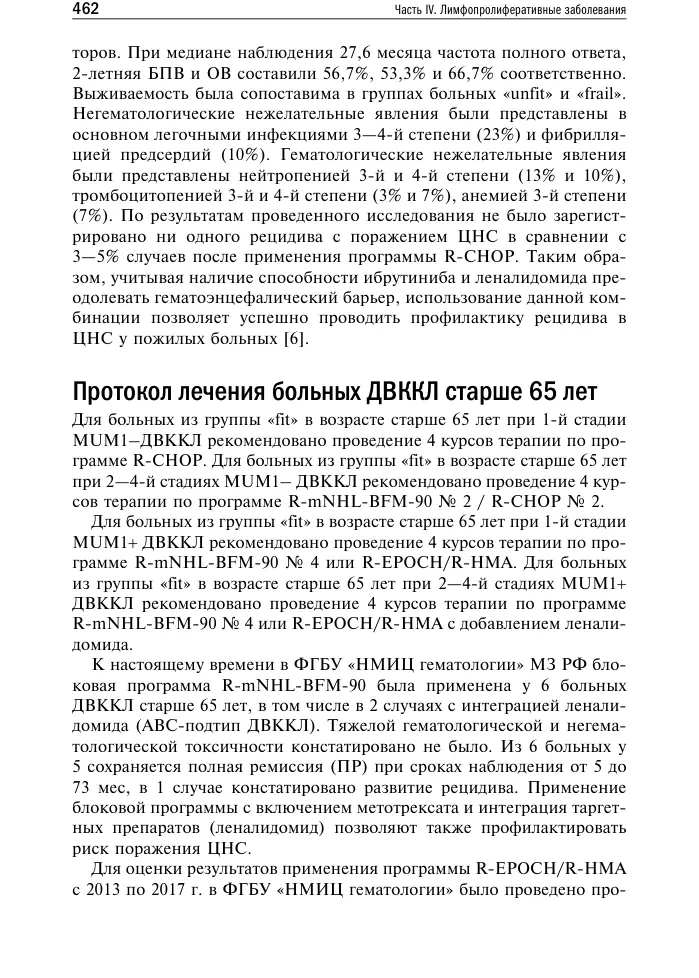 462
Часть IV. Лимфопролиферативные заболевания
торов. При медиане наблюдения 27,6 месяца частота полного ответа,
2-летняя БПВ и ОВ составили 56,7%, 53,3% и 66,7% соответственно.
Выживаемость была сопоставима в группах больных «unfit» и «frail».
Негематологические нежелательные явления были представлены в
основном легочными инфекциями 3—4-й степени (23%) и фибрилля-
цией предсердий (10%). Гематологические нежелательные явления
были представлены нейтропенией 3-й и 4-й степени (13% и 10%),
тромбоцитопенией 3-й и 4-й степени (3% и 7%), анемией 3-й степени
(7%). По результатам проведенного исследования не было зарегист-
рировано ни одного рецидива с поражением ЦНС в сравнении с
3—5% случаев после применения программы R-CHOP. Таким обра-
зом, учитывая наличие способности ибрутиниба и леналидомида пре-
одолевать гематоэнцефалический барьер, использование данной ком-
бинации позволяет успешно проводить профилактику рецидива в
ЦНС у пожилых больных [6].
Протокол лечения больных ДВККЛ старше 65 лет
Для больных из группы «fit» в возрасте старше 65 лет при 1-й стадии
MUM1—ДВККЛ рекомендовано проведение 4 курсов терапии по про-
грамме R-CHOP. Для больных из группы «fit» в возрасте старше 65 лет
при 2—4-й стадиях MUM1— ДВККЛ рекомендовано проведение 4 кур-
сов терапии по программе R-mNHL-BFM-90 № 2 / R-CHOP № 2.
Для больных из группы «fit» в возрасте старше 65 лет при 1-й стадии
MUM1+ ДВККЛ рекомендовано проведение 4 курсов терапии по про-
грамме R-mNHL-BFM-90 № 4 или R-EPOCH/R-HMA. Для больных
из группы «fit» в возрасте старше 65 лет при 2—4-й стадиях MUM1+
ДВККЛ рекомендовано проведение 4 курсов терапии по программе
R-mNHL-BFM-90 № 4 или R-EPOCH/R-HMA с добавлением ленали-
домида.
К настоящему времени в ФГБУ «НМИЦ гематологии» МЗ РФ бло-
ковая программа R-mNHL-BFM-90 была применена у 6 больных
ДВККЛ старше 65 лет, в том числе в 2 случаях с интеграцией ленали-
домида (АВС-подтип ДВККЛ). Тяжелой гематологической и негема-
тологической токсичности констатировано не было. Из 6 больных у
5 сохраняется полная ремиссия (ПР) при сроках наблюдения от 5 до
73 мес, в 1 случае констатировано развитие рецидива. Применение
блоковой программы с включением метотрексата и интеграция таргет-
ных препаратов (леналидомид) позволяют также профилактировать
риск поражения ЦНС.
Для оценки результатов применения программы R-EPOCH/R-HMA
с 2013 по 2017 г. в ФГБУ «НМИЦ гематологии» было проведено про-